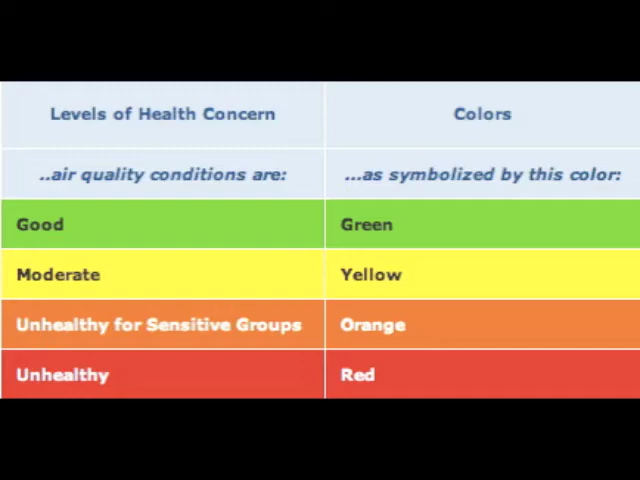 Levels of Health Concern Colors
..air quality conditions are: ...as symbolized by this color:
Good Green
Moderate Yellow
Unhealthy for Sensitive Groups Orange
Unhealthy Red